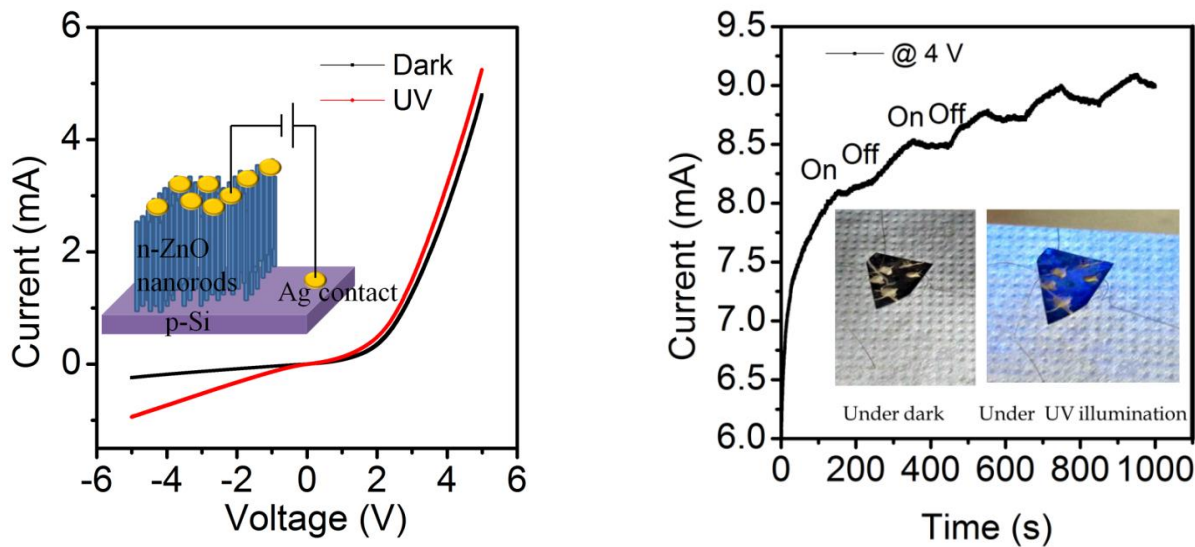 6
4
2
0
Current (mA)
-6
-4
-2
0
2
4
6
Voltage (V)
Dark
UV
n-ZnO
nanorods
Ag contact
p-Si
9.5
9.0
8.5
8.0
7.5
7.0
6.5
6.0
Current (mA)
@ 4 V
On
Off
On
Off
Under dark
Under UV illumination
0
200
400
600
800
1000
Time (s)